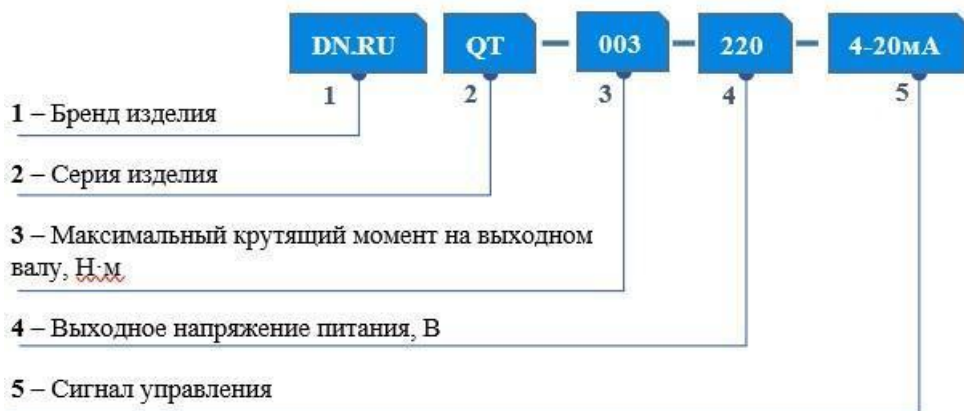 DN.RU QT – 003 – 220 – 4-20мА
1 2 3 4 5
1 – Бренд изделия
2 – Серия изделия
3 – Максимальный крутящий момент на выходном
валу, Н·м
4 – Выходное напряжение питания, В
5 – Сигнал управления